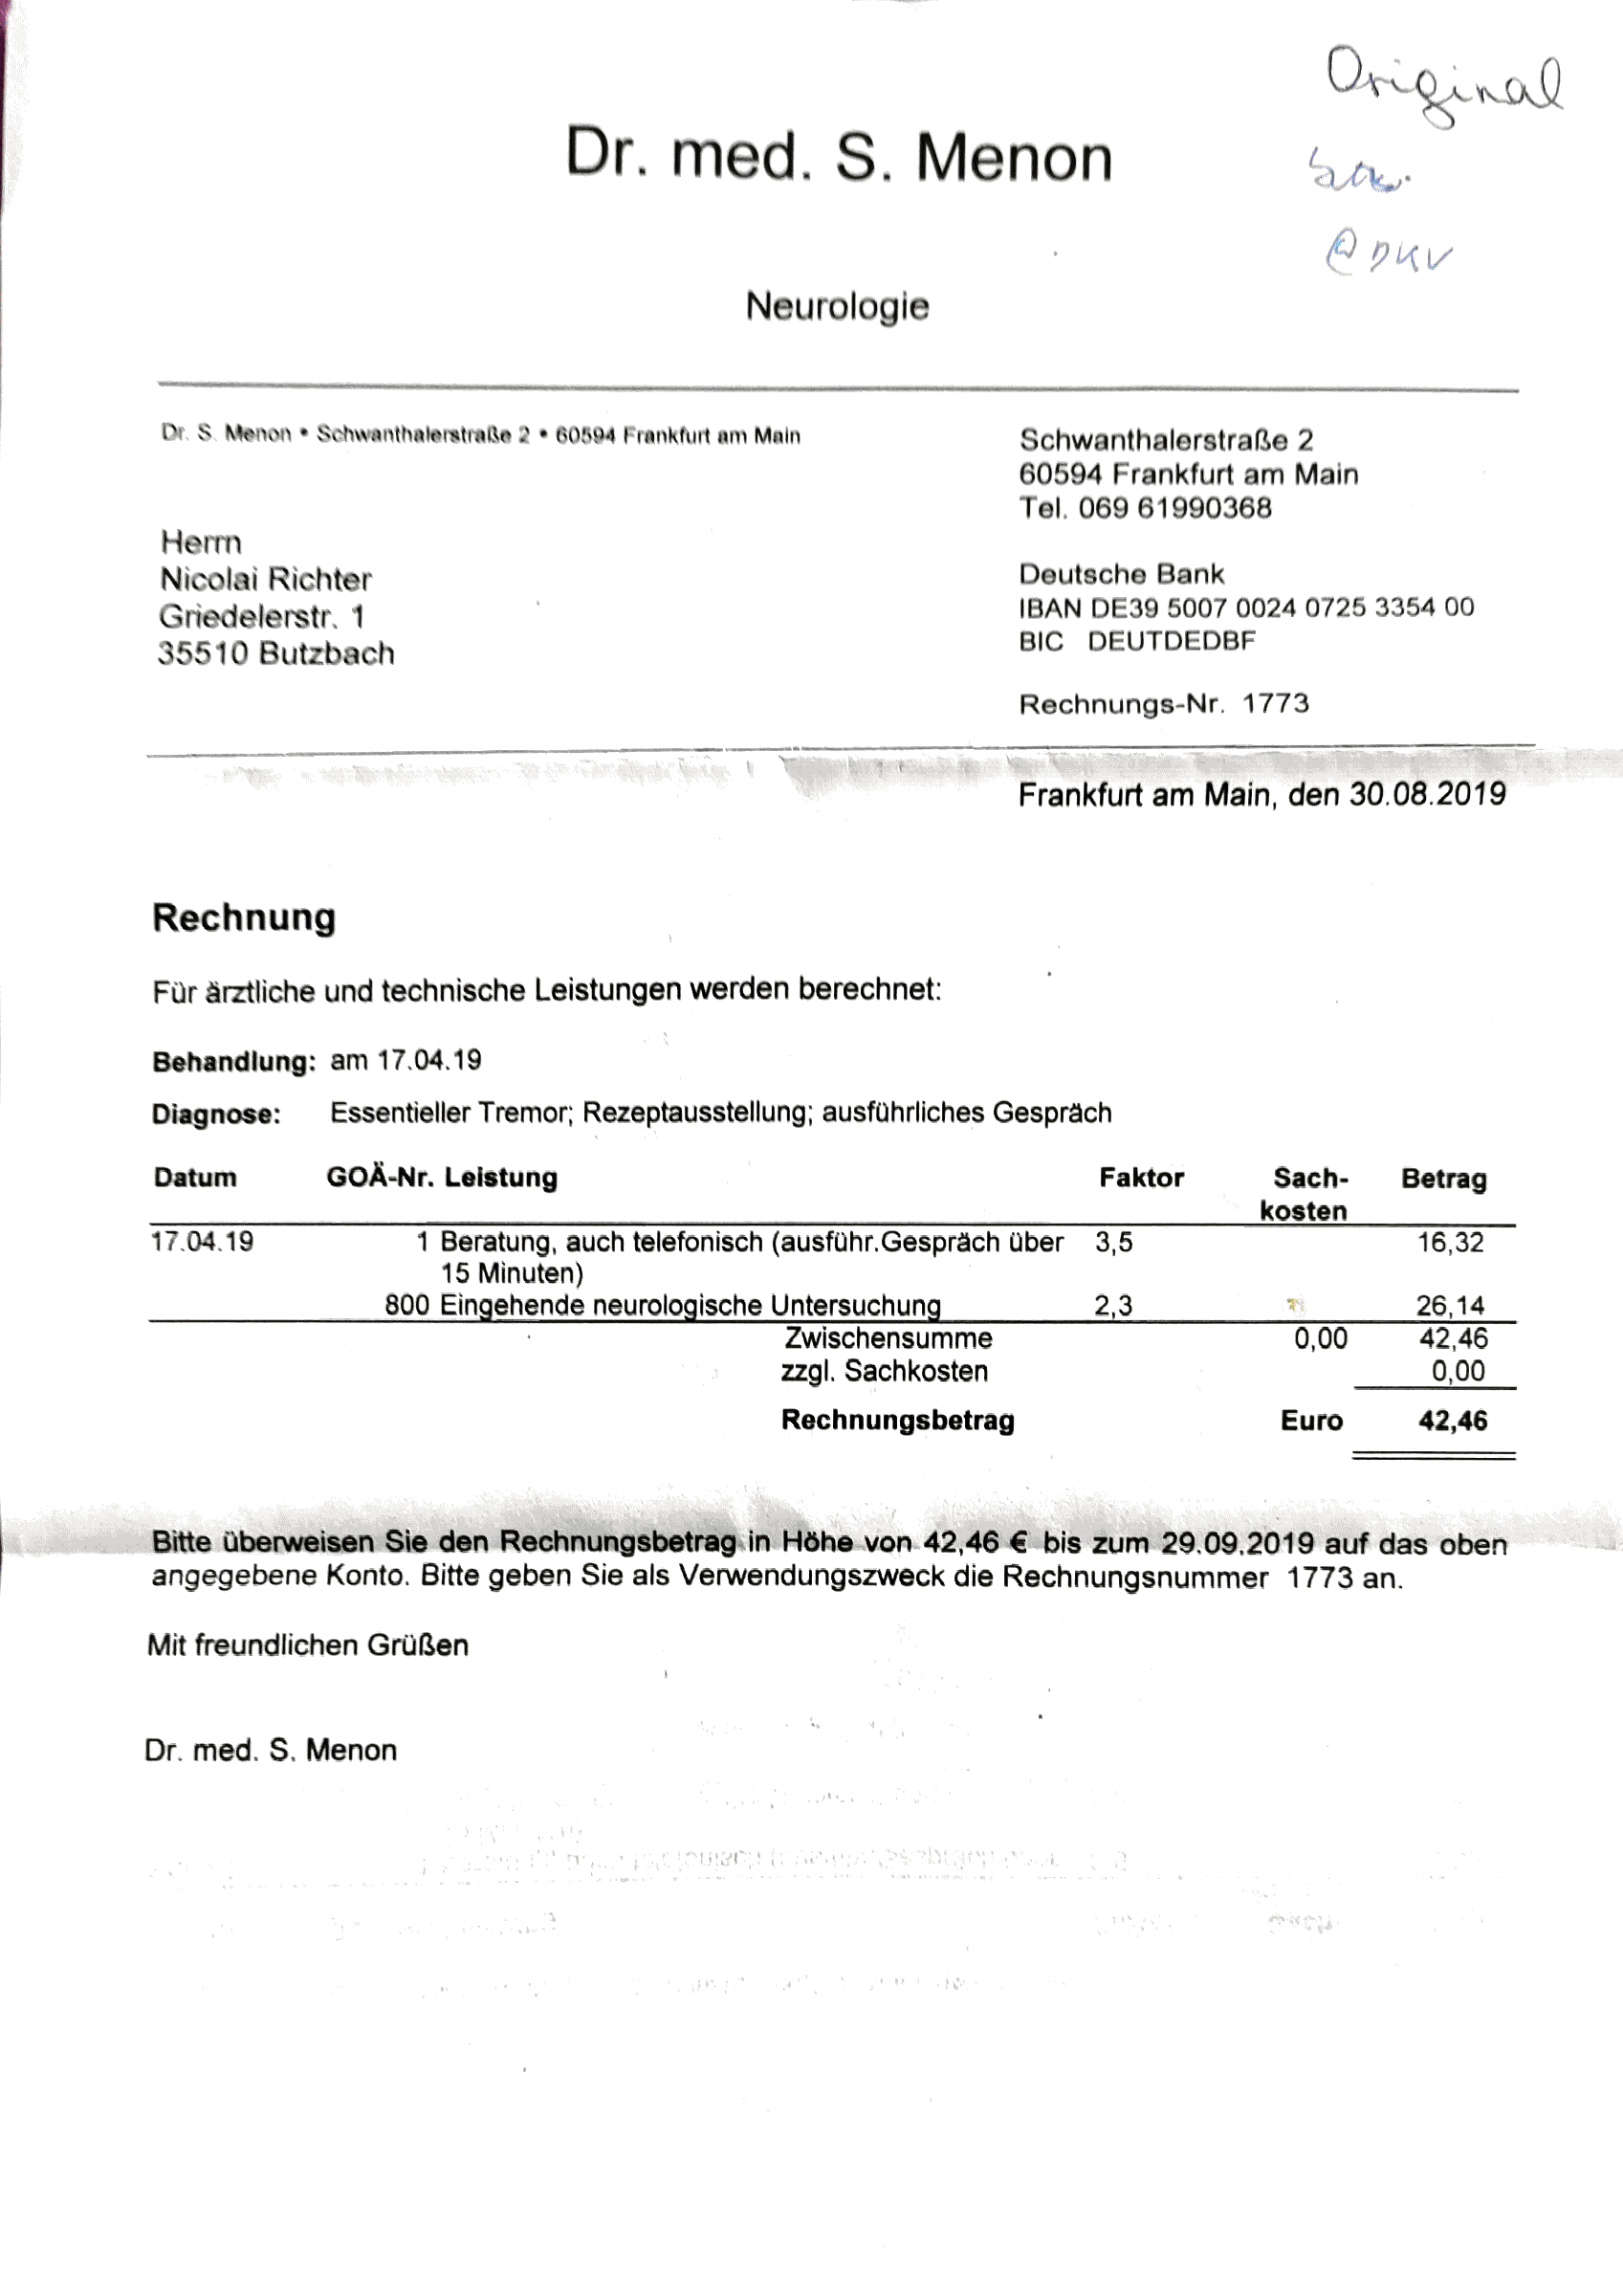 Original
Dr. med. S. Menon
@DKV
Neurologie
Dr. S. Menon • Schwanthalerstraße 2 • 60594 Frankfurt am Main
Schwanthalerstraße 2
60594 Frankfurt am Main
Tel. 069 61990368
Herrn
Nicolai Richter
Griedelerstr. 1
35510 Butzbach
Deutsche Bank
IBAN DE39 5007 0024 0725 3354 00
BIC DEUTDEDBF
Rechnungs-Nr. 1773
Frankfurt am Main, den 30.08.2019
Rechnung
Für ärztliche und technische Leistungen werden berechnet:
Behandlung: am 17.04.19
Diagnose: Essentieller Tremor; Rezeptausstellung; ausführliches Gespräch
Datum GOÄ-Nr. Leistung Faktor Sach- Betrag
kosten
17.04.19 1 Beratung, auch telefonisch (ausführ.Gespräch über 3,5 16,32
15 Minuten)
800 Eingehende neurologische Untersuchung 2,3 26,14
Zwischensumme 0,00 42,46
zzgl. Sachkosten 0,00
Rechnungsbetrag Euro 42,46
Bitte überweisen Sie den Rechnungsbetrag in Höhe von 42,46 € bis zum 29.09.2019 auf das oben
angegebene Konto. Bitte geben Sie als Verwendungszweck die Rechnungsnummer 1773 an.
Mit freundlichen Grüßen
Dr. med. S. Menon